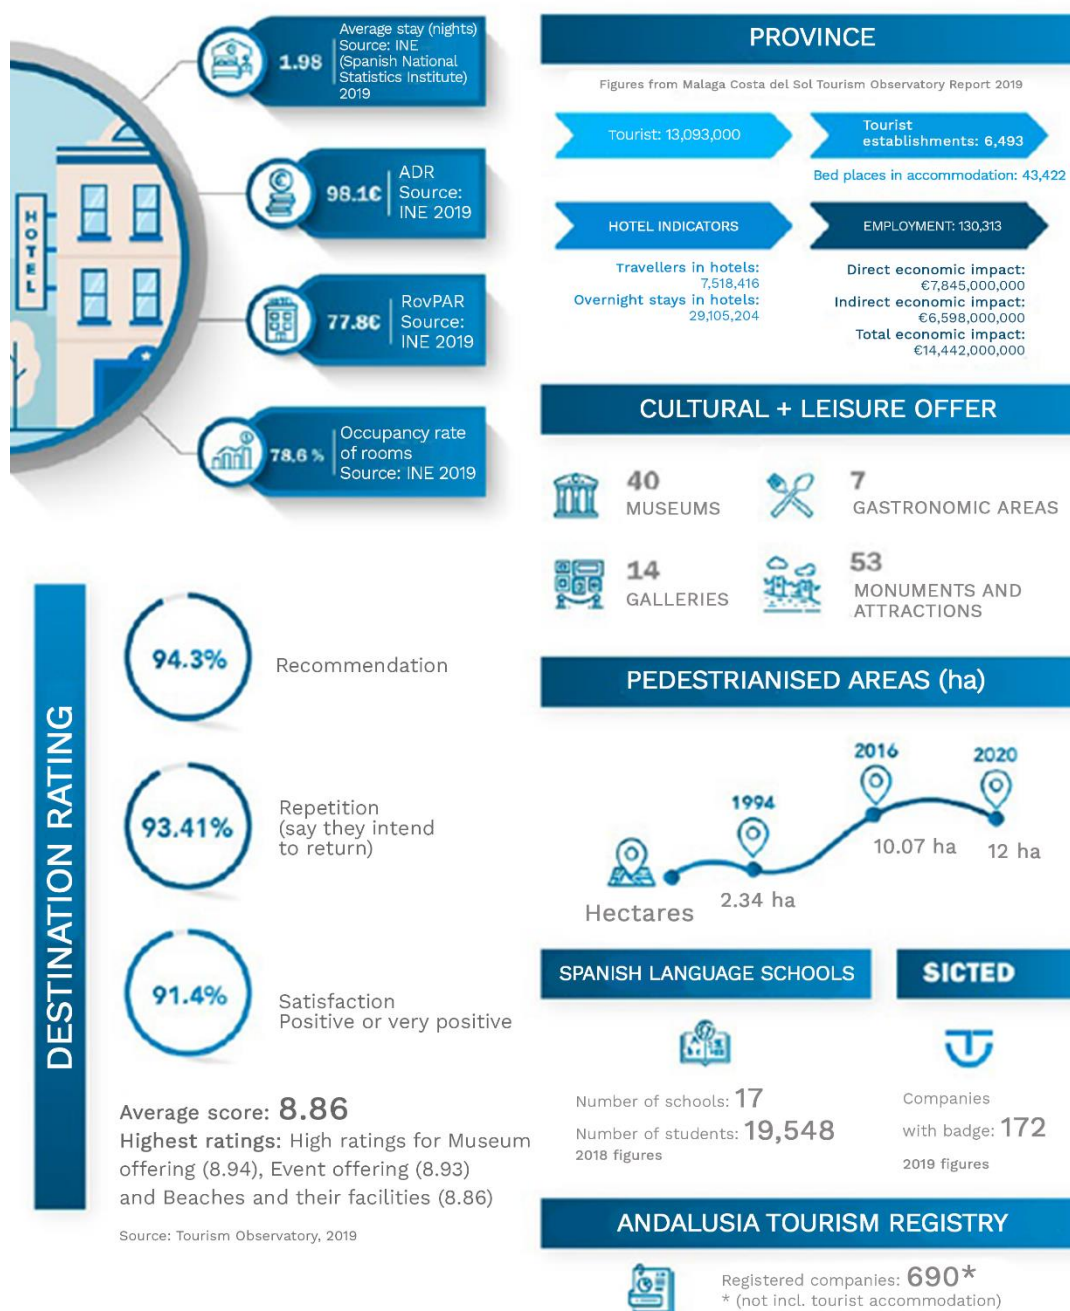 Average stay (nights)
Source: INE
(Spanish National
Statistics Institute)
2019
1.98
98.1€
ADR
Source:
INE 2019
77.8€
RovPAR
Source:
INE 2019
78.6 %
Occupancy rate
of rooms
Source: INE 2019
HOTEL
DESTINATION RATING
94.3%
Recommendation
93.41%
Repetition
(say they intend
to return)
91.4%
Satisfaction
Positive or very positive
Average score: 8.86
Highest ratings: High ratings for Museum
offering (8.94), Event offering (8.93)
and Beaches and their facilities (8.86)
Source: Tourism Observatory, 2019
PROVINCE
Figures from Malaga Costa del Sol Tourism Observatory Report 2019
Tourist: 13,093,000
Tourist
establishments: 6,493
Bed places in accommodation: 43,422
HOTEL INDICATORS
Travellers in hotels:
7,518,416
Overnight stays in hotels:
29,105,204
EMPLOYMENT: 130,313
Direct economic impact:
€7,845,000,000
Indirect economic impact:
€6,598,000,000
Total economic impact:
€14,442,000,000
CULTURAL + LEISURE OFFER
40
MUSEUMS
7
GASTRONOMIC AREAS
14
GALLERIES
53
MONUMENTS AND
ATTRACTIONS
PEDESTRIANISED AREAS (ha)
Hectares
1994
2.34 ha
2016
10.07 ha
2020
12 ha
SPANISH LANGUAGE SCHOOLS
Number of schools: 17
Number of students: 19,548
2018 figures
SICTED
Companies
with badge: 172
2019 figures
ANDALUSIA TOURISM REGISTRY
Registered companies: 690*
* (not incl. tourist accommodation)